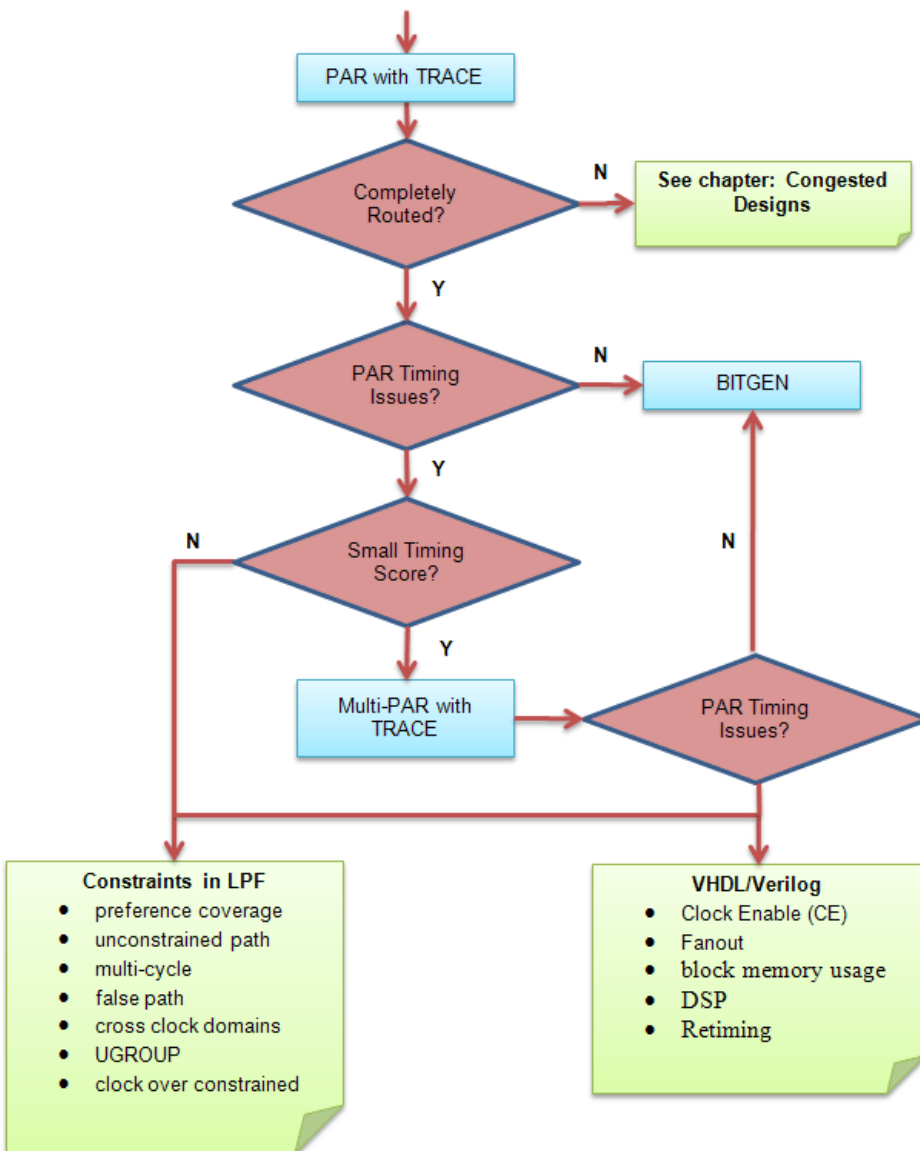 PAR with TRACE
Completely
Routed?
N
See chapter: Congested
Designs
Y
PAR Timing
Issues?
N
BITGEN
Y
Small Timing
Score?
N
N
Y
Multi-PAR with
TRACE
PAR Timing
Issues?
Constraints in LPF
• preference coverage
• unconstrained path
• multi-cycle
• false path
• cross clock domains
• UGROUP
• clock over constrained
VHDL/Verilog
• Clock Enable (CE)
• Fanout
• block memory usage
• DSP
• Retiming